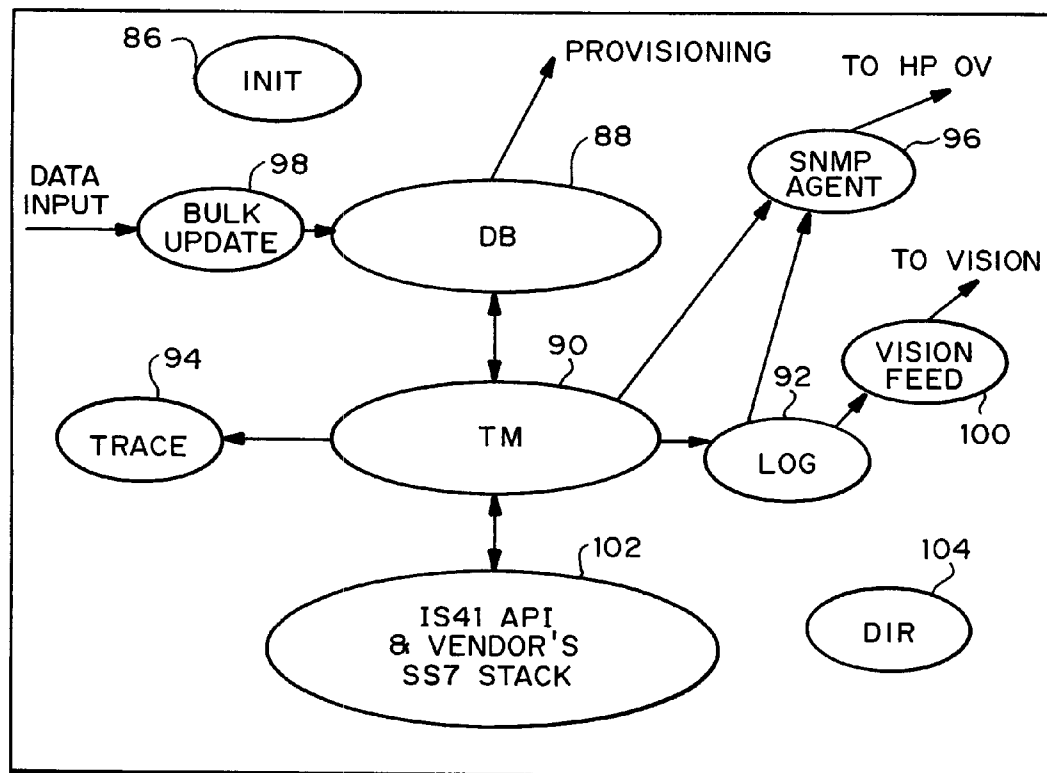 86
INIT
PROVISIONING
TO HP OV
DATA
INPUT
98
BULK
UPDATE
88
DB
96
SNMP
AGENT
TO VISION
94
TRACE
90
TM
92
LOG
VISION
FEED
100
102
IS41 API
& VENDOR'S
SS7 STACK
104
DIR